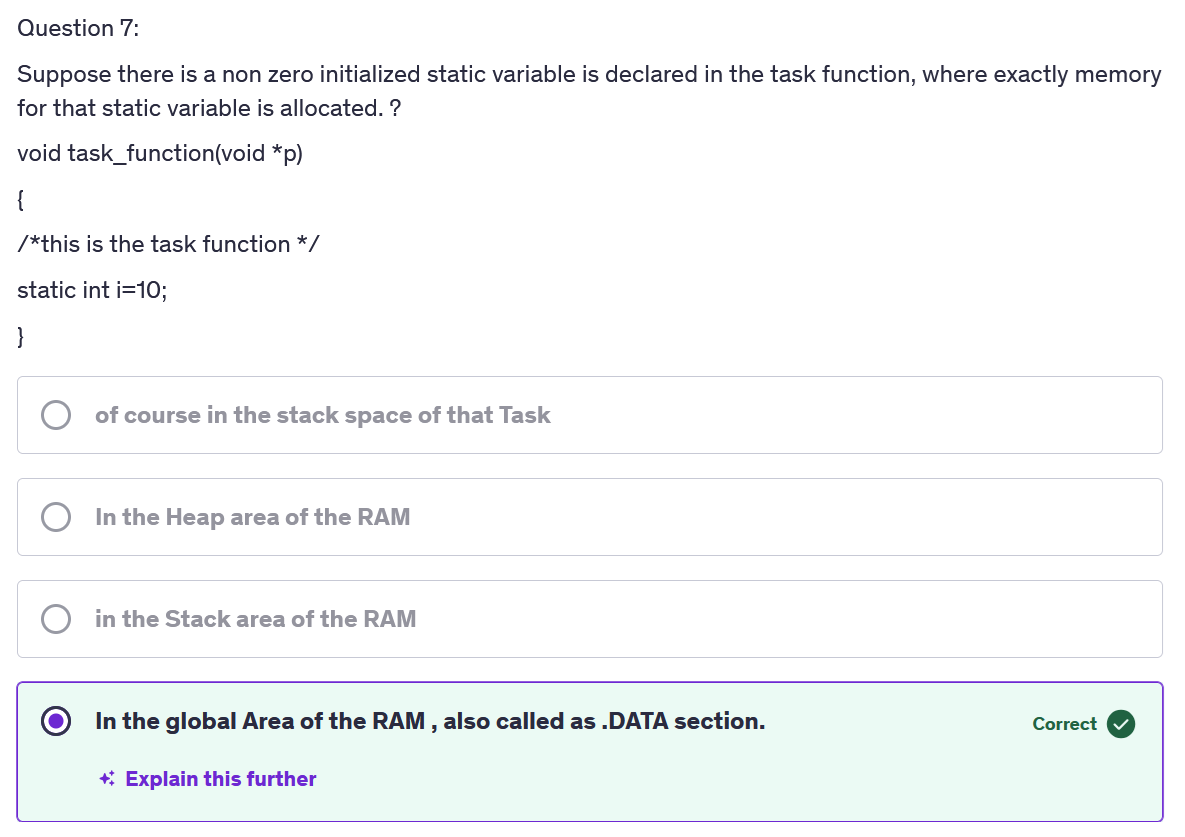 Question 7:
Suppose there is a non zero initialized static variable is declared in the task function, where exactly memory
for that static variable is allocated. ?
void task_function(void *p)
{
/*this is the task function */
static int i=10;
}
of course in the stack space of that Task
In the Heap area of the RAM
in the Stack area of the RAM
In the global Area of the RAM , also called as .DATA section.
Correct
Explain this further